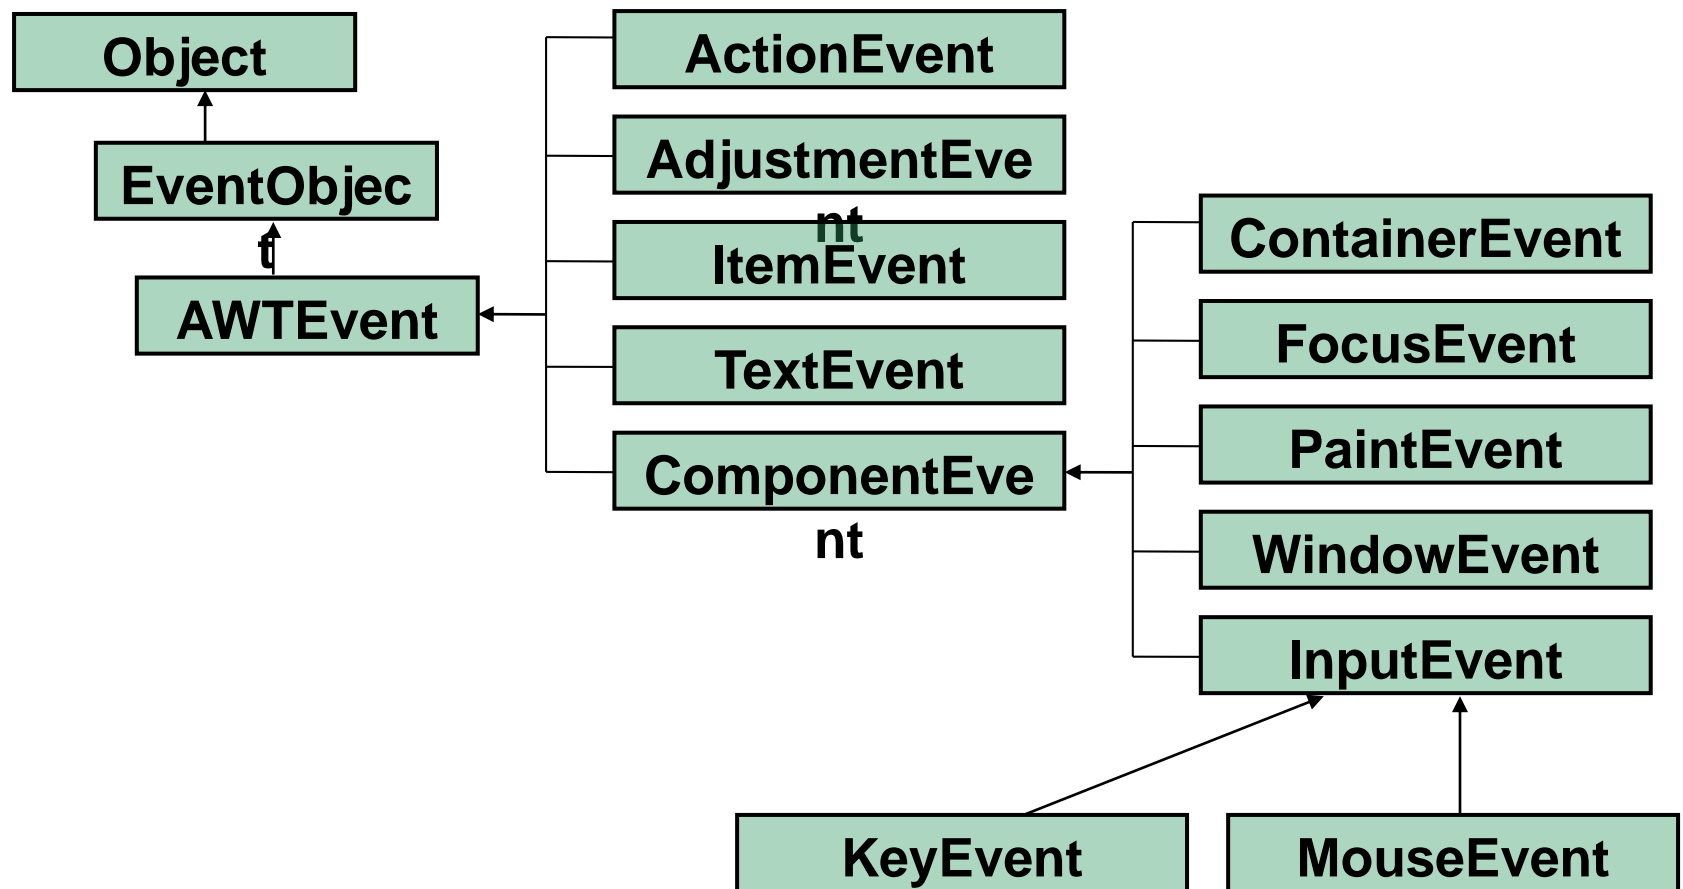 Object
EventObjec
t
AWTEvent
ActionEvent
AdjustmentEve
nt
ItemEvent
TextEvent
ComponentEve
nt
ContainerEvent
FocusEvent
PaintEvent
WindowEvent
InputEvent
KeyEvent
MouseEvent